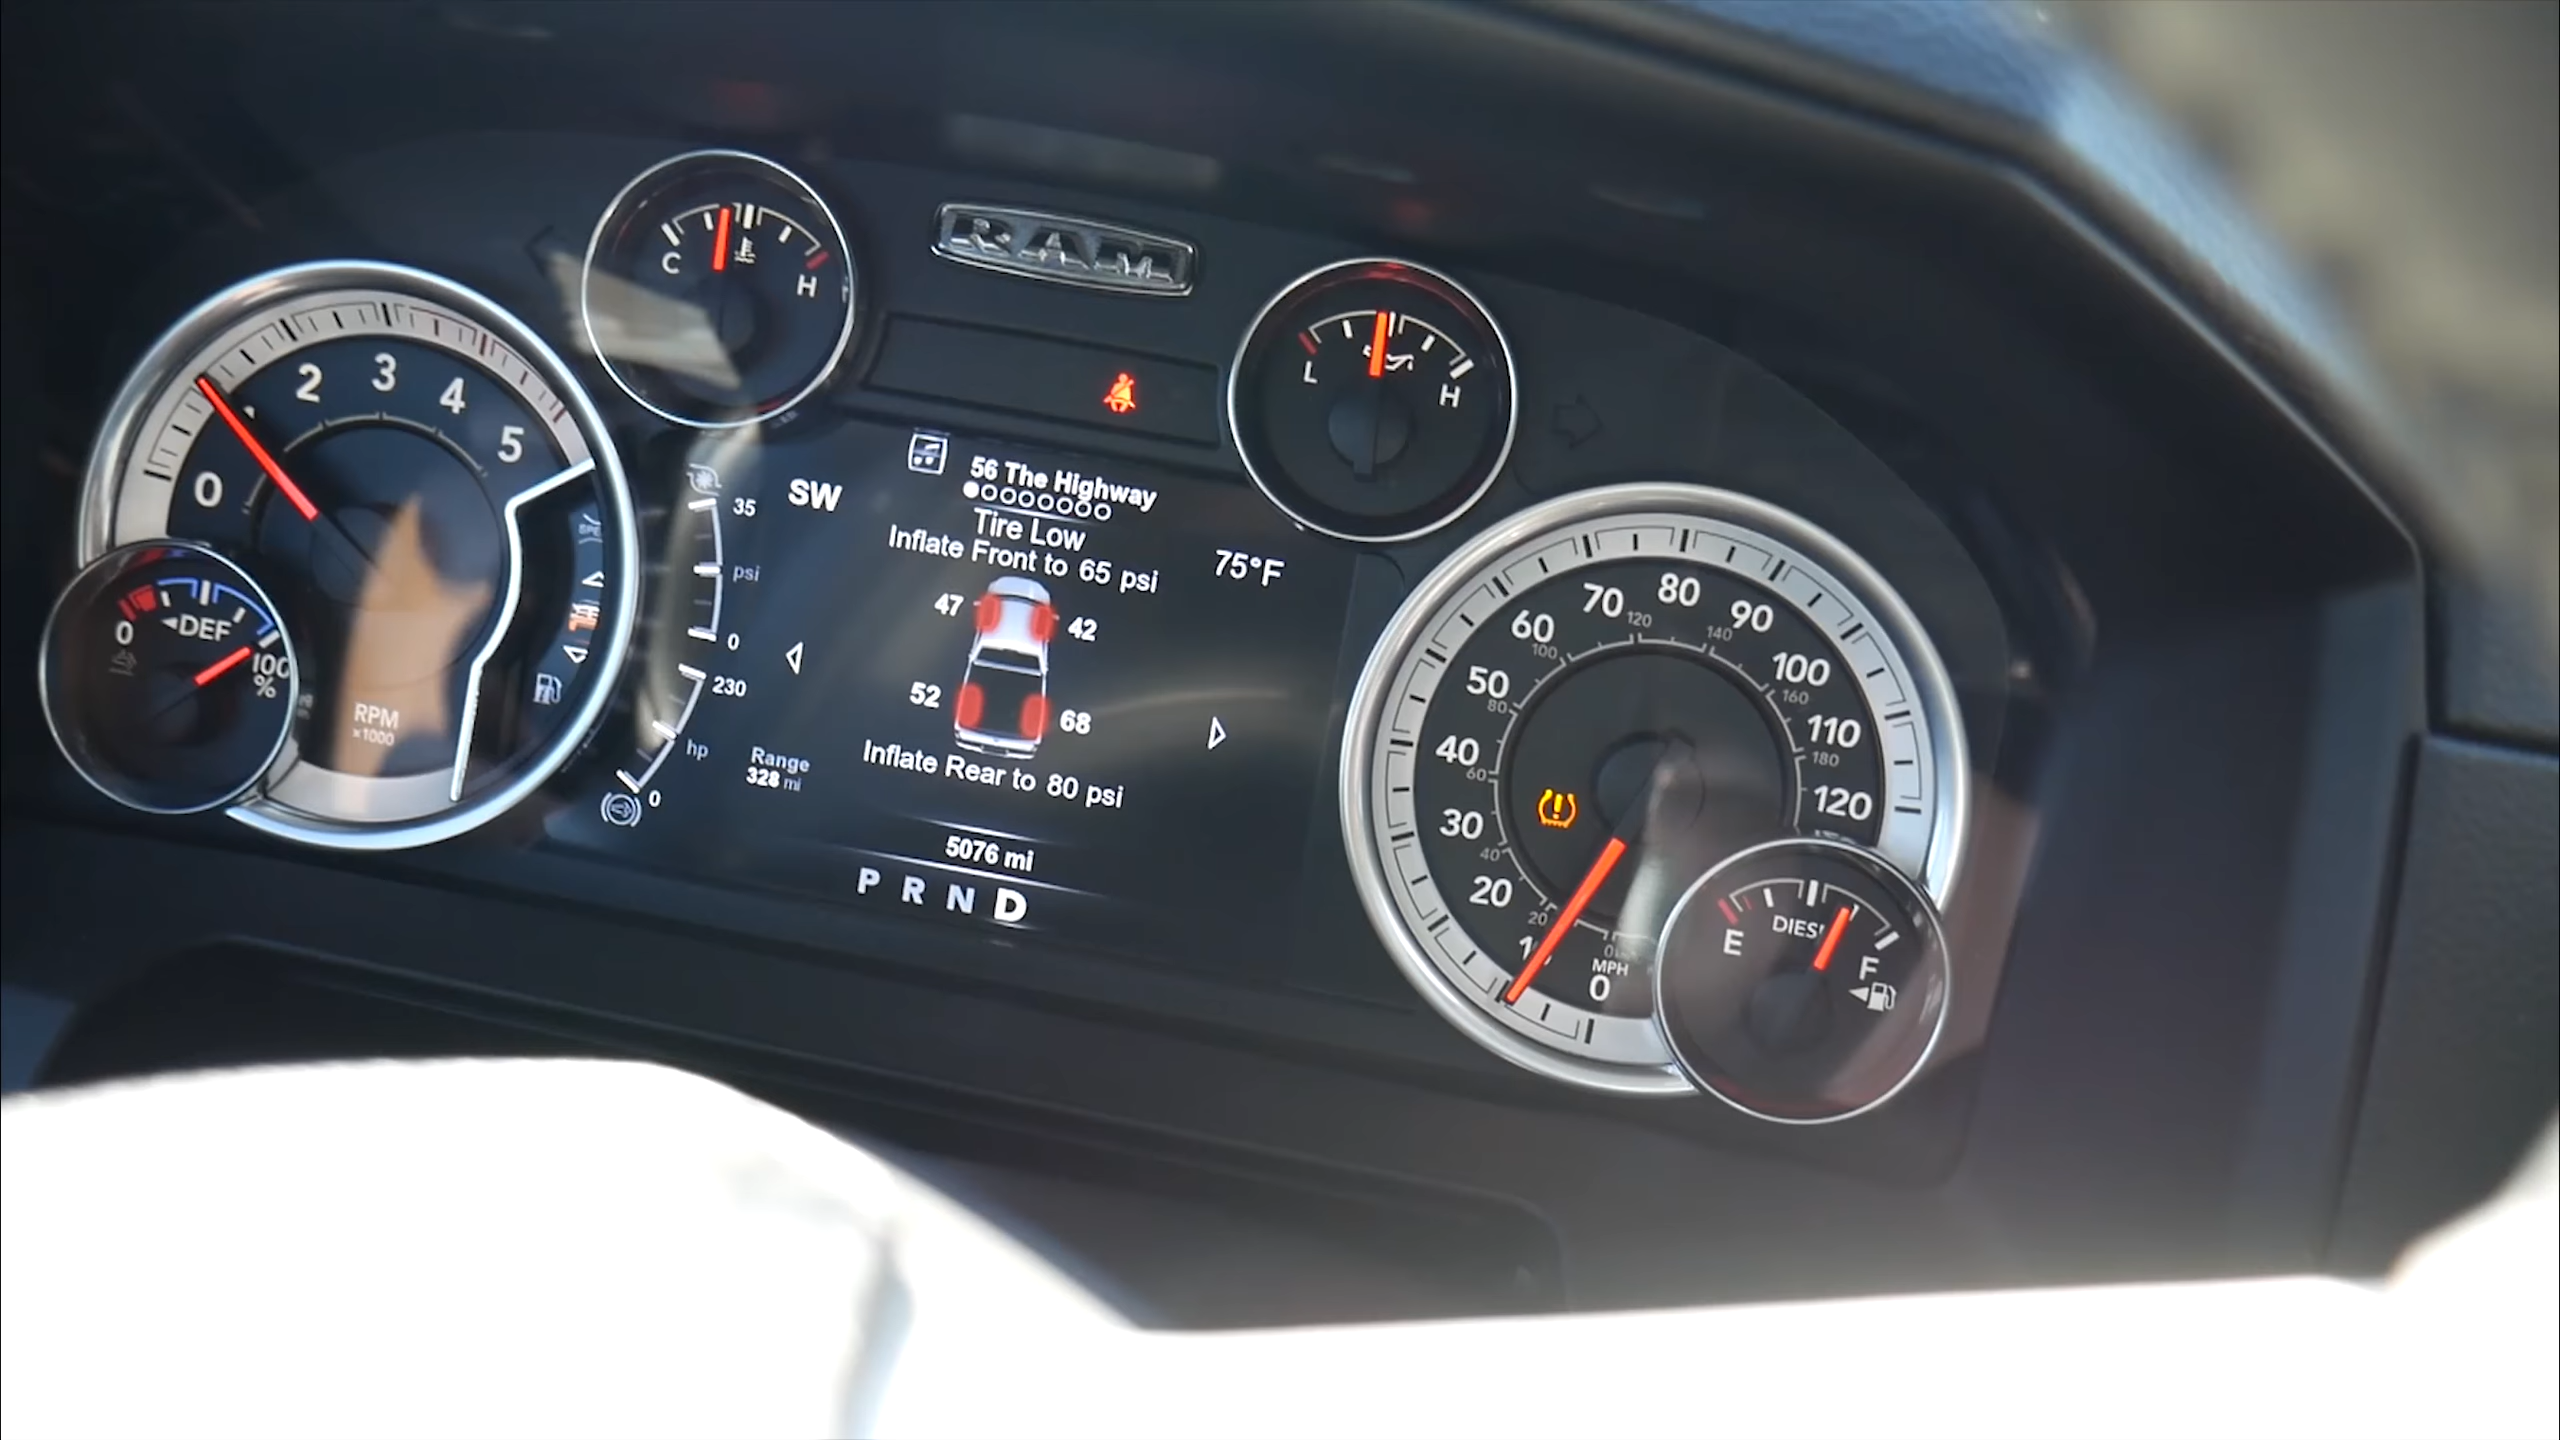 RAM
C
H
L
H
0
2
3
4
5
RPM
x1000
0
DEF
100
%
35
psi
0
230
hp
0
SW
56 The Highway
Tire Low
Inflate Front to 65 psi
75°F
47
42
52
68
Inflate Rear to 80 psi
Range
328 mi
5076 mi
P R N D
20
30
40
50
60
70
80
90
100
110
120
20
40
60
80
100
120
140
160
180
MPH
0
E
F